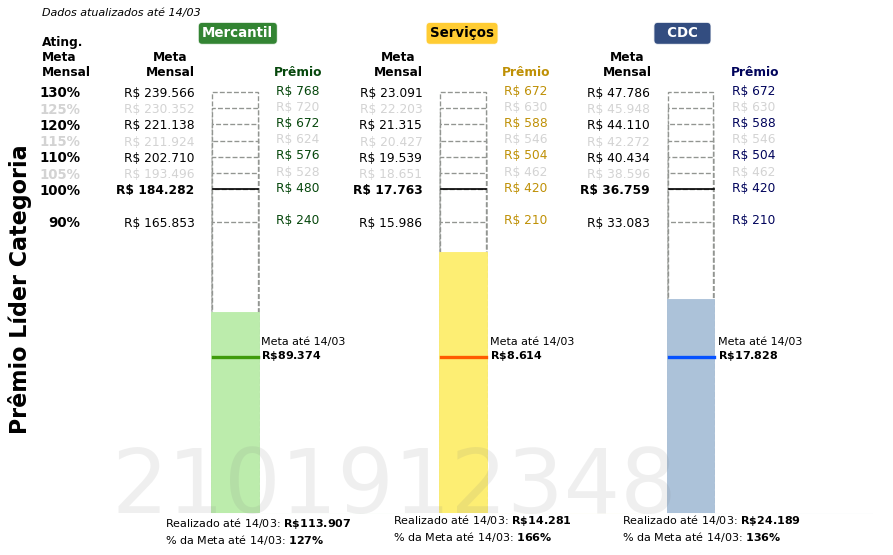 Dados atualizados até 14/03
Mercantil Serviços CDC
Ating. Meta Mensal
Meta Mensal Prêmio Meta Mensal Prêmio Meta Mensal Prêmio
130% R$ 239.566 R$ 768 R$ 23.091 R$ 672 R$ 47.786 R$ 672
125% R$ 230.352 R$ 720 R$ 22.203 R$ 630 R$ 45.948 R$ 630
120% R$ 221.138 R$ 672 R$ 21.315 R$ 588 R$ 44.110 R$ 588
115% R$ 211.924 R$ 624 R$ 20.427 R$ 546 R$ 42.272 R$ 546
110% R$ 202.710 R$ 576 R$ 19.539 R$ 504 R$ 40.434 R$ 504
105% R$ 193.496 R$ 528 R$ 18.651 R$ 462 R$ 38.596 R$ 462
100% R$ 184.282 R$ 480 R$ 17.763 R$ 420 R$ 36.759 R$ 420
90% R$ 165.853 R$ 240 R$ 15.986 R$ 210 R$ 33.083 R$ 210
Prêmio Líder Categoria
Meta até 14/03 Meta até 14/03 Meta até 14/03
R$89.374 R$8.614 R$17.828
2101912348
Realizado até 14/03: R$113.907 Realizado até 14/03: R$14.281 Realizado até 14/03: R$24.189
% da Meta até 14/03: 127% % da Meta até 14/03: 166% % da Meta até 14/03: 136%